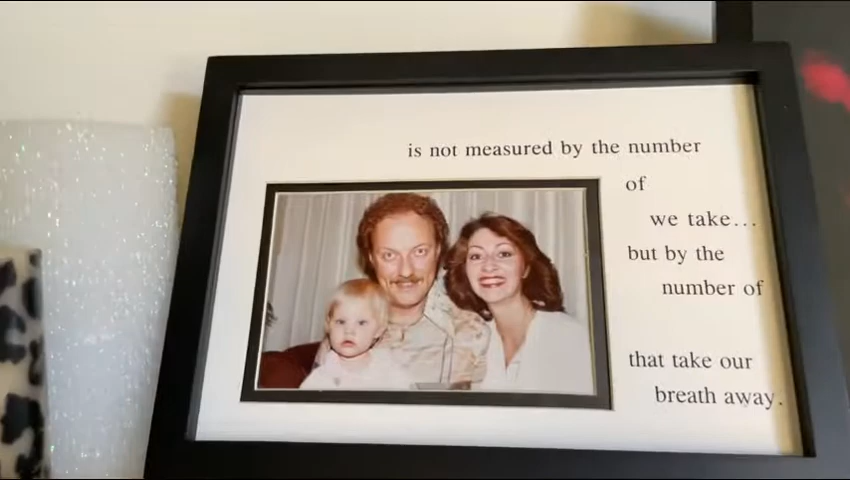 is not measured by the number
of
we take...
but by the
number of
that take our
breath away.